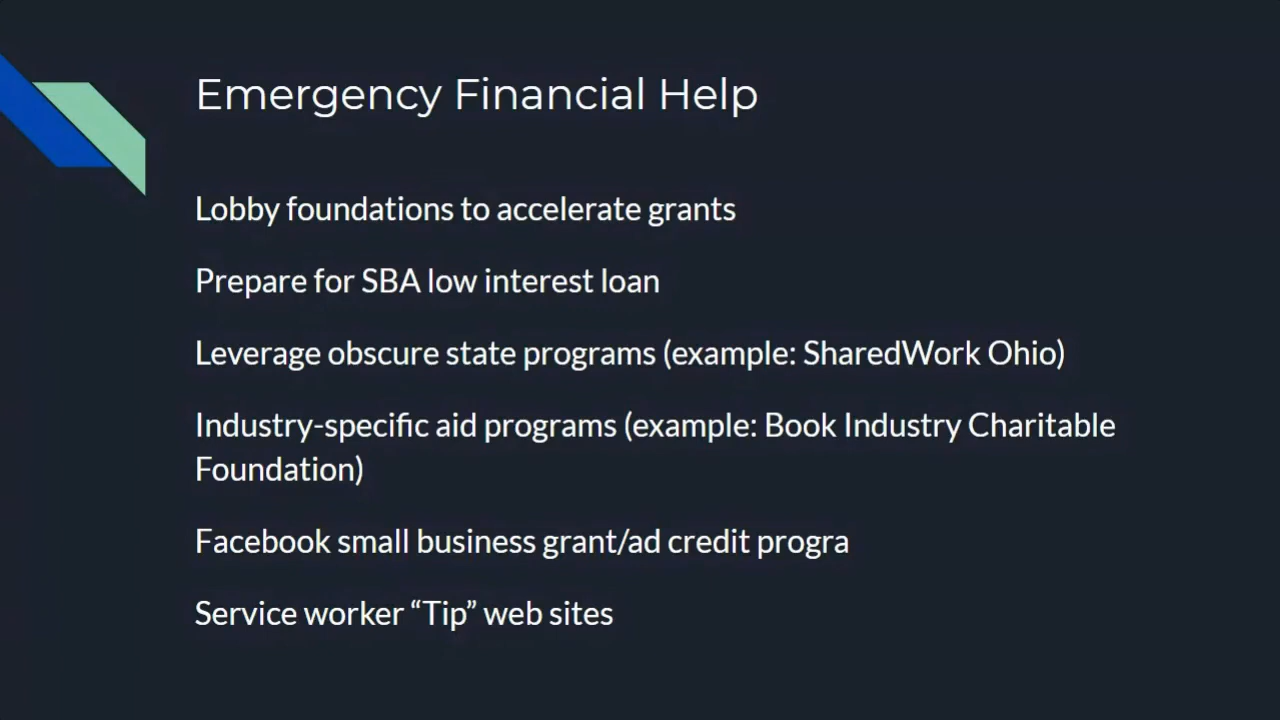 Emergency Financial Help
Lobby foundations to accelerate grants
Prepare for SBA low interest loan
Leverage obscure state programs (example: SharedWork Ohio)
Industry-specific aid programs (example: Book Industry Charitable
Foundation)
Facebook small business grant/ad credit progra
Service worker “Tip” web sites